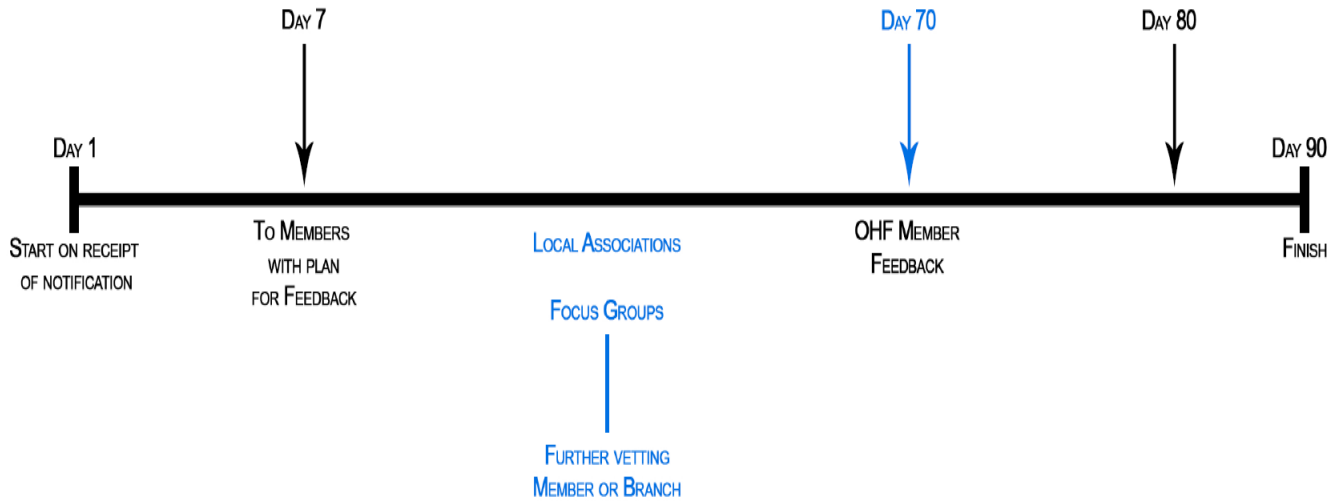 Day 7
Day 70
Day 80
Day 1
Day 90
Start on receipt
of notification
To Members
with plan
for Feedback
Local Associations
Focus Groups
Further vetting
Member or Branch
OHF Member
Feedback
Finish